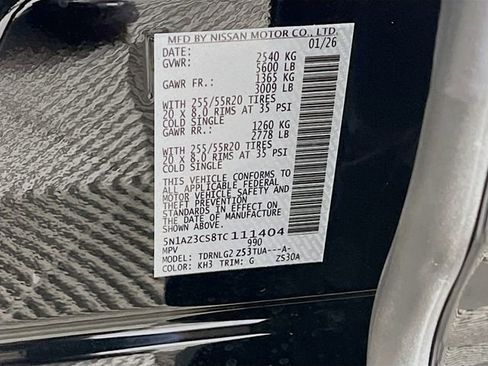 MFD BY NISSAN MOTOR CO., LTD.
DATE: 01/26
GVWR: 2540 KG
5600 LB
GAWR FR.: 1365 KG
3009 LB
WITH 255/55R20 TIRES
20 X 8.0 RIMS AT 35 PSI
COLD SINGLE
GAWR RR.: 1260 KG
2778 LB
WITH 255/55R20 TIRES
20 X 8.0 RIMS AT 35 PSI
COLD SINGLE
THIS VEHICLE CONFORMS TO
ALL APPLICABLE FEDERAL
MOTOR VEHICLE SAFETY
STANDARDS IN EFFECT ON
THE DATE OF MANUFACTURE
SHOWN ABOVE.
5N1AZ3CS8TC111404
MPV 990
MODEL: TDRNLG2 Z53TUA---A-
COLOR: KH3 TRIM: G ZS30A